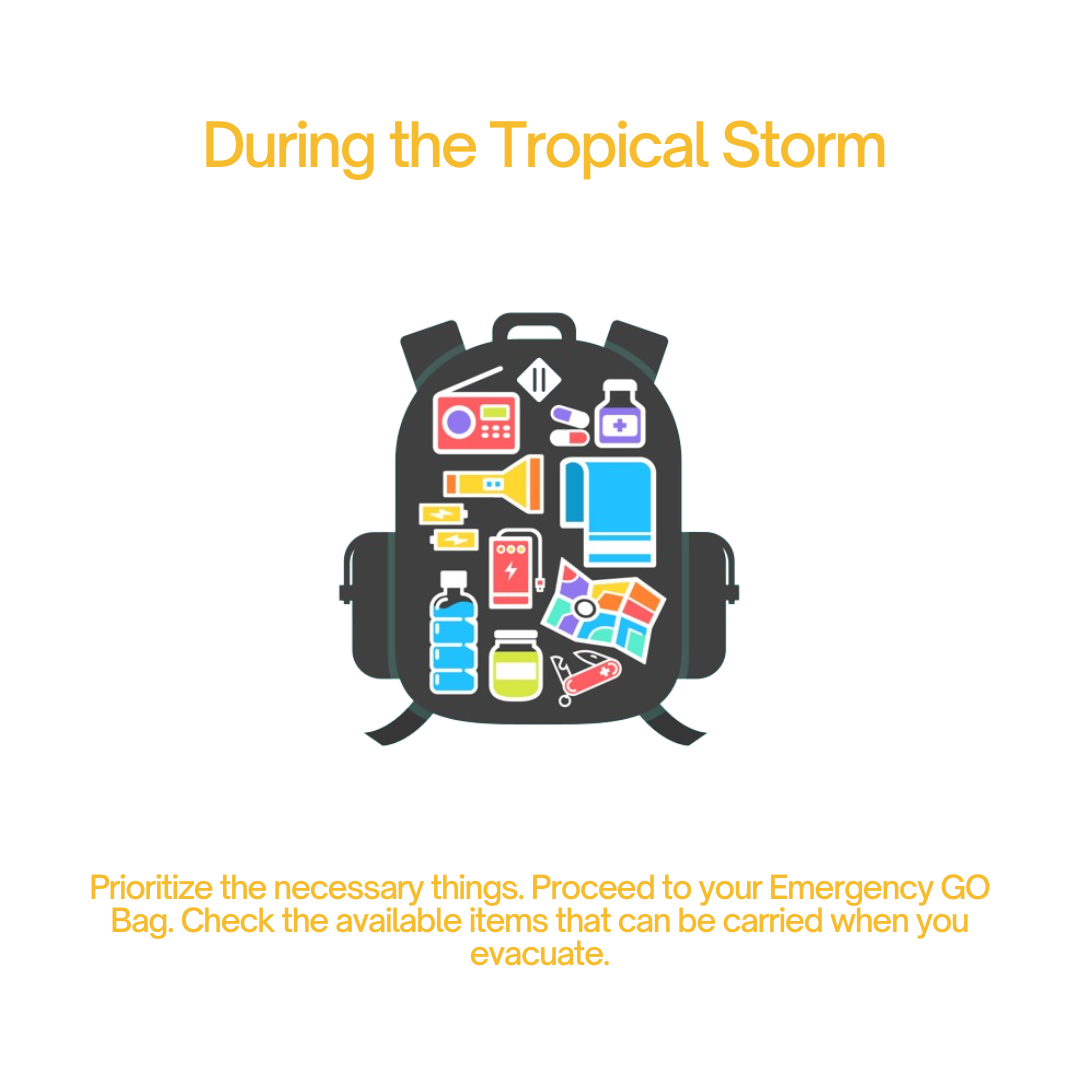 During the Tropical Storm
Prioritize the necessary things. Proceed to your Emergency GO
Bag. Check the available items that can be carried when you
evacuate.